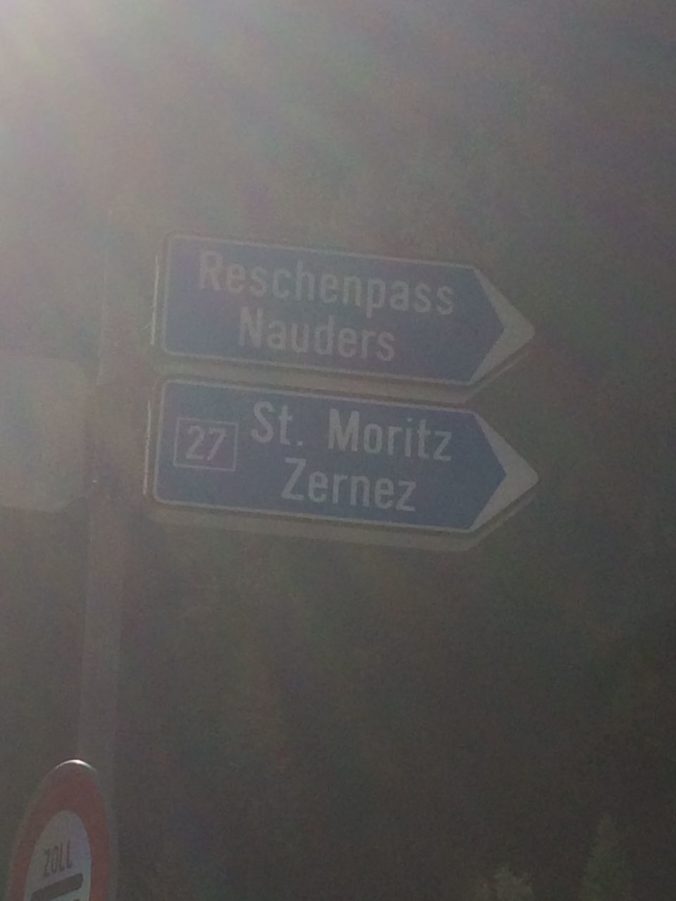 Reschenpass
Nauders
27 St. Moritz
Zernez
ZOLL